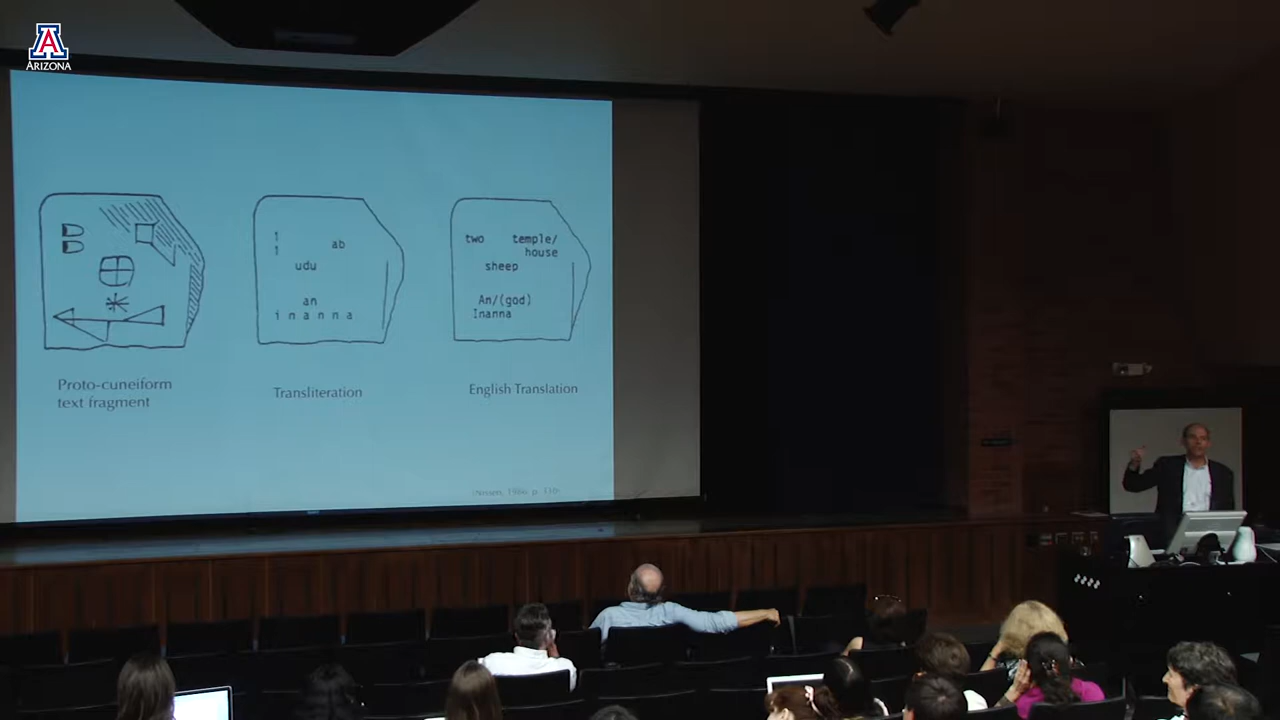 ARIZONA
1
1
ab
udu
an
inanna
two temple/
house
sheep
An/(god)
Inanna
Proto-cuneiform
text fragment
Transliteration
English Translation